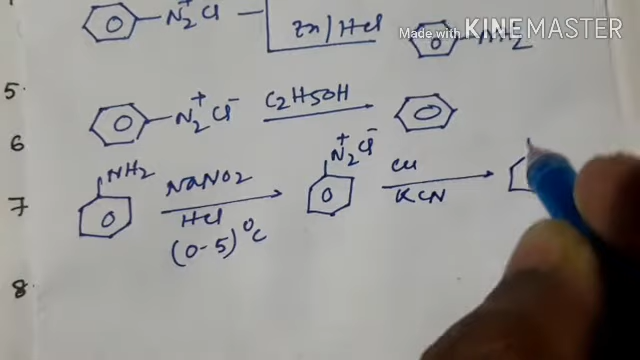 N2+ Cl
Zn/HCl
Made with KINEMASTER
NH2
5
N2+ Cl- C2H5OH
6
N2+ Cl-
NH2 NaNO2 cu
7
HCl KCN
(0-5)°C
8